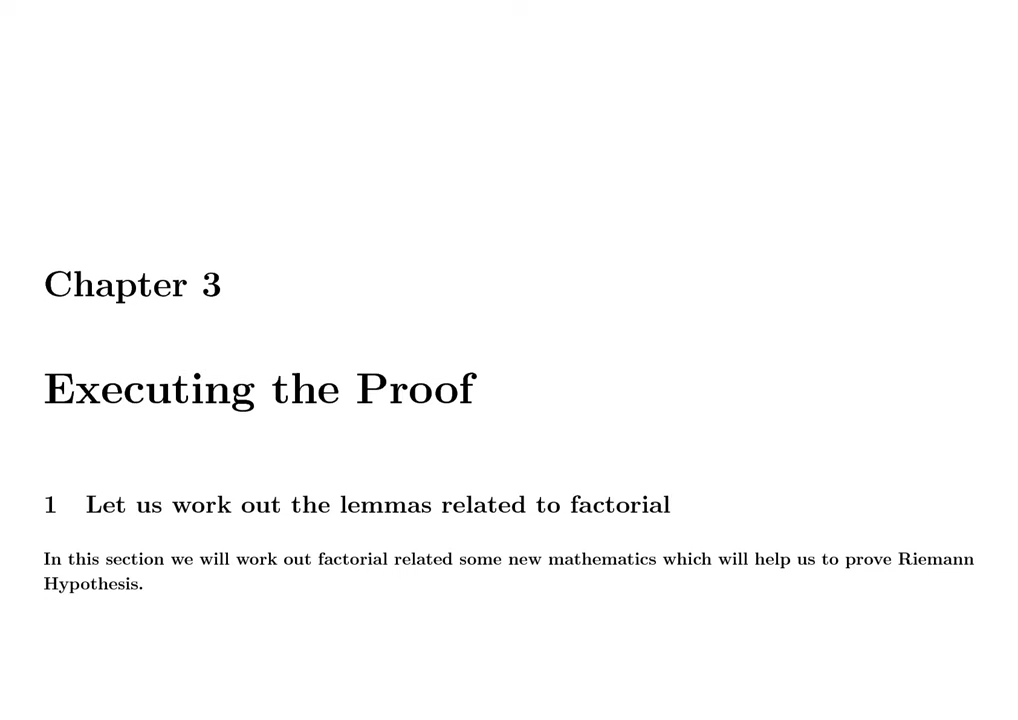 Chapter 3
Executing the Proof
1 Let us work out the lemmas related to factorial
In this section we will work out factorial related some new mathematics which will help us to prove Riemann
Hypothesis.